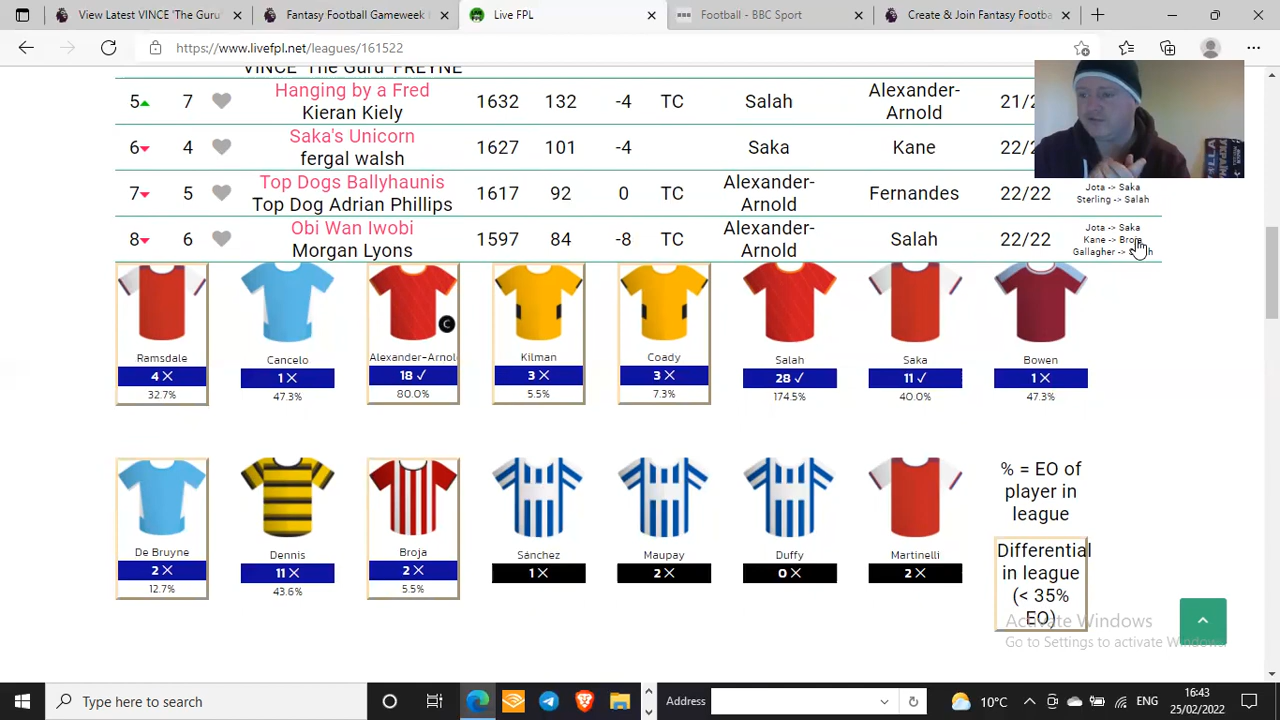 View Latest VINCE 'The Guru'
Fantasy Football Gameweek
Live FPL
Football - BBC Sport
Create & Join Fantasy Footba
https://www.livefpl.net/leagues/161522
VINCE 'The Guru' FREYNE
5 7 Hanging by a Fred 1632 132 -4 TC Salah Alexander-Arnold 21/2
Kieran Kiely
6 4 Saka's Unicorn 1627 101 -4 Saka Kane 22/2
fergal walsh
7 5 Top Dogs Ballyhaunis 1617 92 0 TC Alexander-Arnold Fernandes 22/22
Top Dog Adrian Phillips
Jota -> Saka
Sterling -> Salah
8 6 Obi Wan Iwobi 1597 84 -8 TC Alexander-Arnold Salah 22/22
Morgan Lyons
Jota -> Saka
Kane -> Broja
Gallagher ->
C
Ramsdale Cancelo Alexander-Arnol Kilman Coady Salah Saka Bowen
4 X 1 X 18 ✓ 3 X 3 X 28 ✓ 11 ✓ 1 X
32.7% 47.3% 80.0% 5.5% 7.3% 174.5% 40.0% 47.3%
De Bruyne Dennis Broja Sánchez Maupay Duffy Martinelli
2 X 11 X 2 X 1 X 2 X 0 X 2 X
12.7% 43.6% 5.5%
% = EO of
player in
league
Differential
in league
(< 35%
EO)
Activate Windows
Go to Settings to activate Windows.
Type here to search
Address
10°C
ENG
16:43
25/02/2022